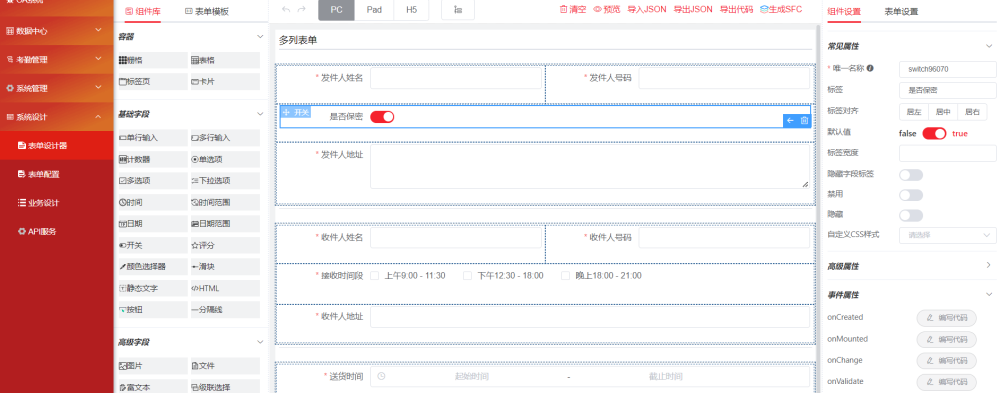 数据中心
考勤管理
系统管理
系统设计
表单设计器
表单配置
业务设计
API服务
组件库 表单模板
容器
栅格 表格
标签页 卡片
基础字段
单行输入 多行输入
计数器 单选项
多选项 下拉选项
时间 时间范围
日期 日期范围
开关 评分
颜色选择器 滑块
静态文字 HTML
按钮 分隔线
高级字段
图片 文件
富文本 级联选择
PC Pad H5
清空 预览 导入JSON 导出JSON 导出代码 生成SFC
多列表单
* 发件人姓名 * 发件人号码
开关
是否保密
* 发件人地址
* 收件人姓名 * 收件人号码
* 接收时间段 上午9:00 - 11:30 下午12:30 - 18:00 晚上18:00 - 21:00
* 收件人地址
* 送货时间 起始时间 - 截止时间
组件设置 表单设置
常见属性
* 唯一名称 switch96070
标签 是否保密
标签对齐 居左 居中 居右
默认值 false true
标签宽度
隐藏字段标签
禁用
隐藏
自定义CSS样式 请选择
高级属性
事件属性
onCreated 编写代码
onMounted 编写代码
onChange 编写代码
onValidate 编写代码